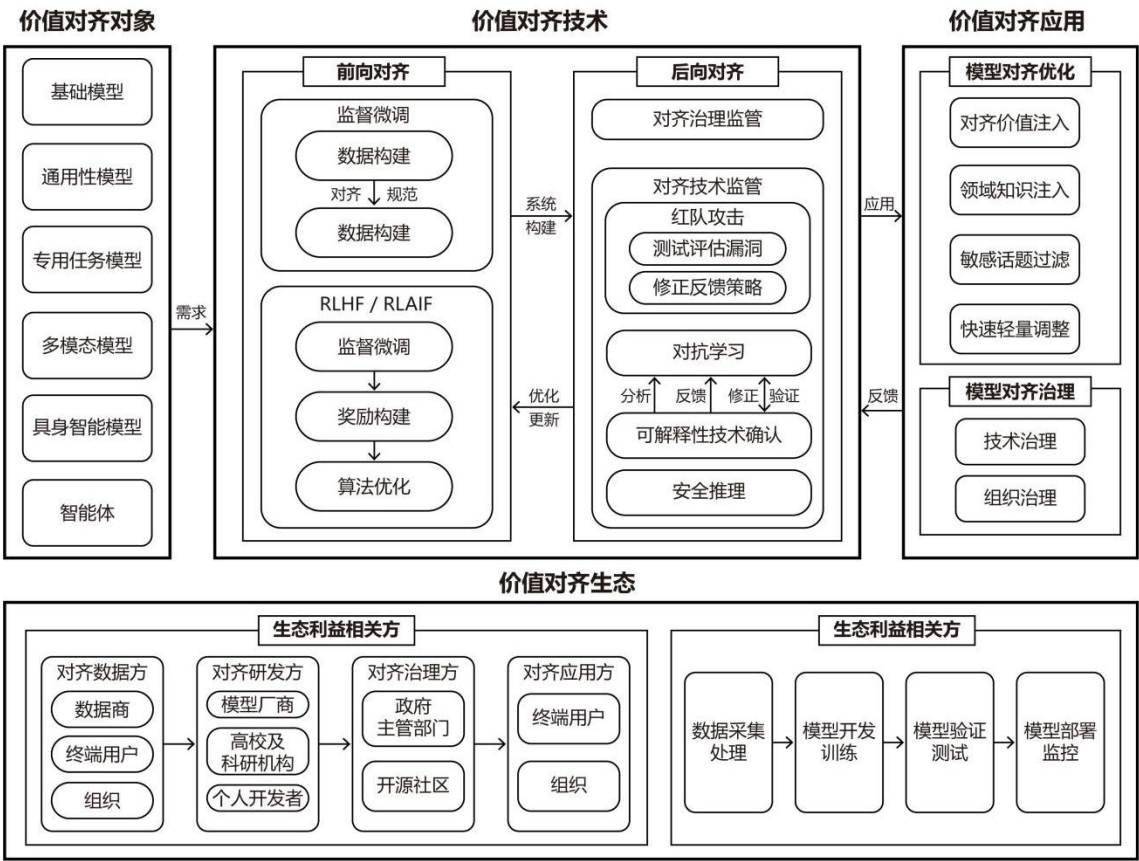 价值对齐对象
基础模型
通用性模型
专用任务模型
多模态模型
具身智能模型
智能体
需求
价值对齐技术
前向对齐
监督微调
数据构建
对齐 规范
数据构建
RLHF / RLAIF
监督微调
奖励构建
算法优化
系统
构建
优化
更新
后向对齐
对齐治理监管
对齐技术监管
红队攻击
测试评估漏洞
修正反馈策略
对抗学习
分析 反馈 修正 验证
可解释性技术确认
安全推理
应用
反馈
价值对齐应用
模型对齐优化
对齐价值注入
领域知识注入
敏感话题过滤
快速轻量调整
模型对齐治理
技术治理
组织治理
价值对齐生态
生态利益相关方
对齐数据方
数据商
终端用户
组织
对齐研发方
模型厂商
高校及
科研机构
个人开发者
对齐治理方
政府
主管部门
开源社区
对齐应用方
终端用户
组织
生态利益相关方
数据采集
处理
模型开发
训练
模型验证
测试
模型部署
监控